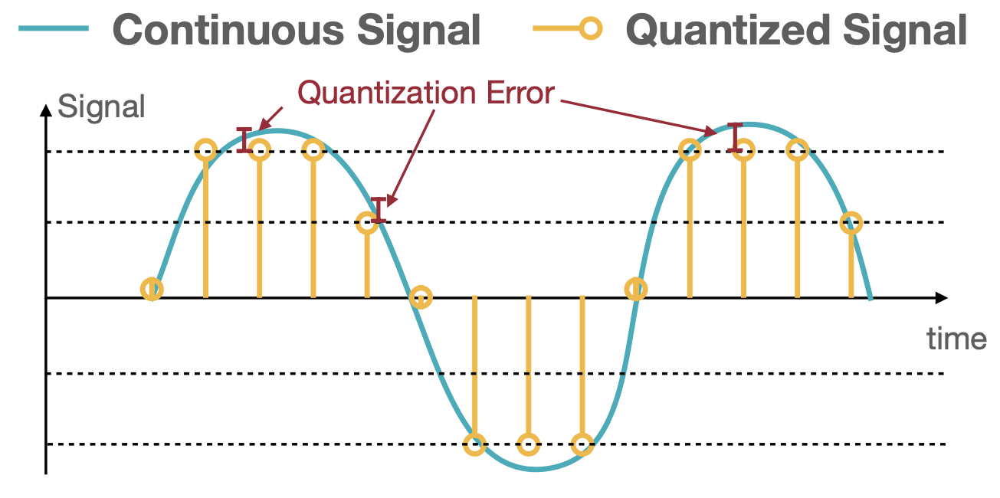 Continuous Signal
Quantized Signal
Quantization Error
Signal
time